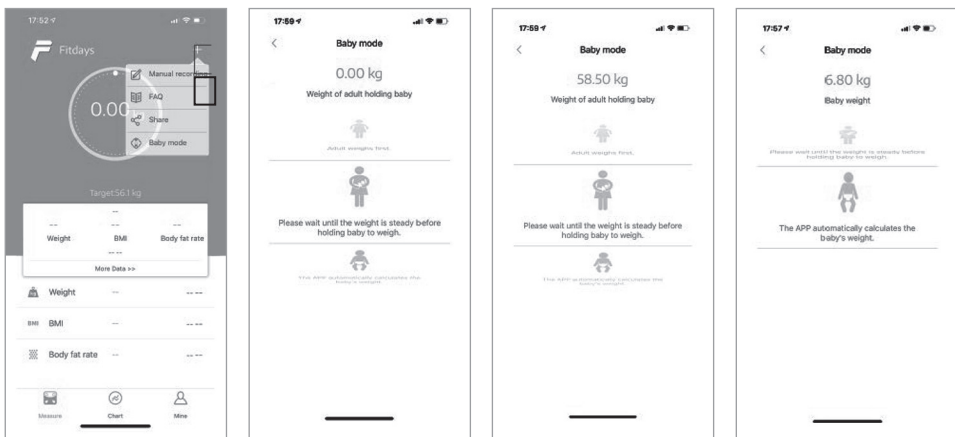 17:52
Fitdays
+
Manual recording
FAQ
Share
Baby mode
0.00
Target:56.1 kg
--
-- -- --
Weight BMI Body fat rate
-- --
More Data >>
Weight -- -- --
BMI BMI -- -- --
Body fat rate -- -- --
Measure Chart Mine
17:59
Baby mode
0.00 kg
Weight of adult holding baby
Adult weighs first.
Please wait until the weight is steady before
holding baby to weigh.
The APP automatically calculates the
baby's weight.
17:59
Baby mode
58.50 kg
Weight of adult holding baby
Adult weighs first.
Please wait until the weight is steady before
holding baby to weigh.
The APP automatically calculates the
baby's weight.
17:57
Baby mode
6.80 kg
Baby weight
Please wait until the weight is steady before
holding baby to weigh.
The APP automatically calculates the
baby's weight.